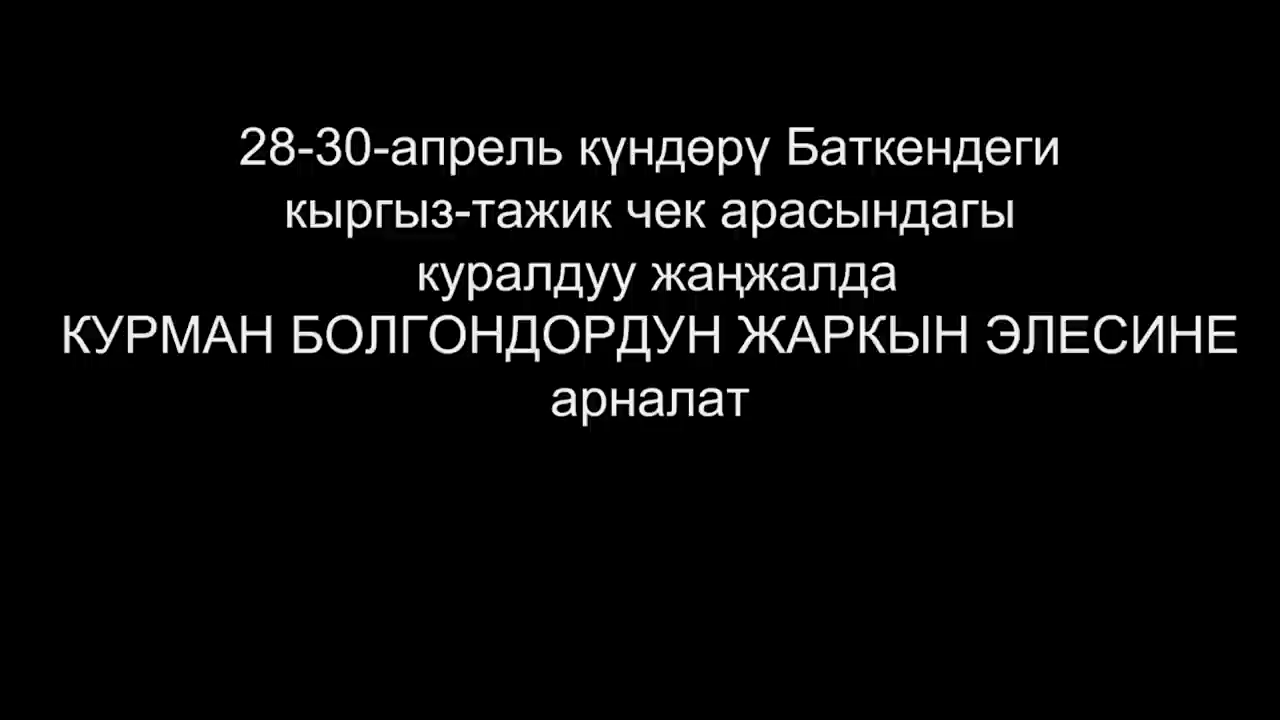 28-30-апрель күндөрү Баткендеги
кыргыз-тажик чек арасындагы
куралдуу жаңжалда
КУРМАН БОЛГОНДОРДУН ЖАРКЫН ЭЛЕСИНЕ
арналат